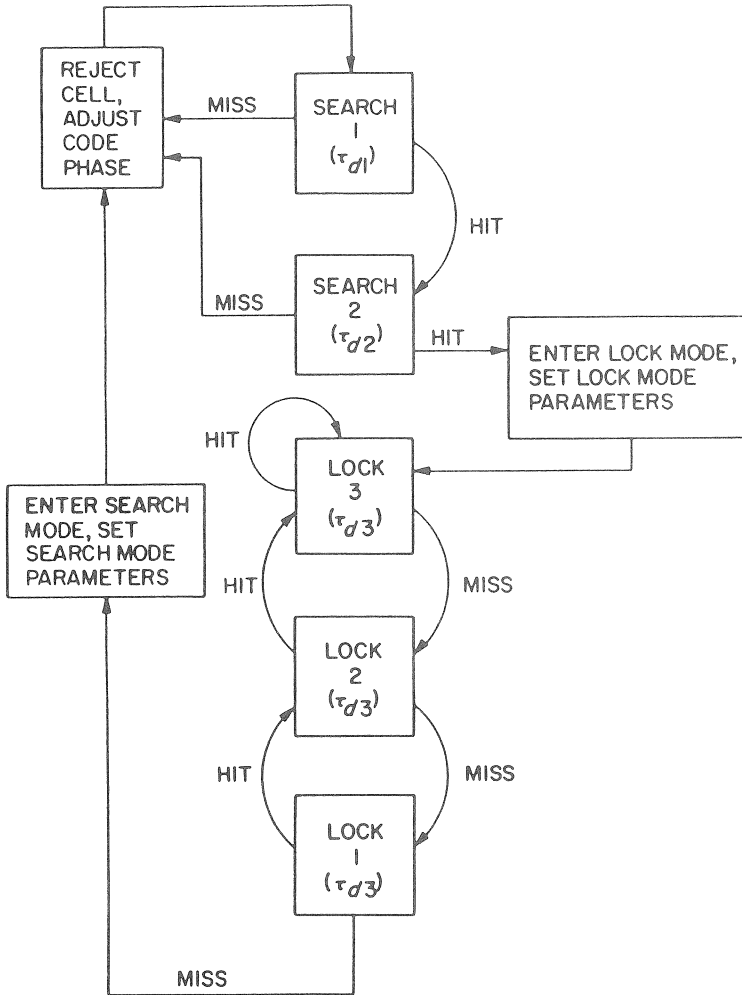 REJECT
CELL,
ADJUST
CODE
PHASE
MISS
SEARCH
1
(τd1)
HIT
SEARCH
2
(τd2)
MISS
HIT
ENTER LOCK MODE,
SET LOCK MODE
PARAMETERS
HIT
LOCK
3
(τd3)
ENTER SEARCH
MODE, SET
SEARCH MODE
PARAMETERS
HIT
MISS
LOCK
2
(τd3)
HIT
MISS
LOCK
1
(τd3)
MISS